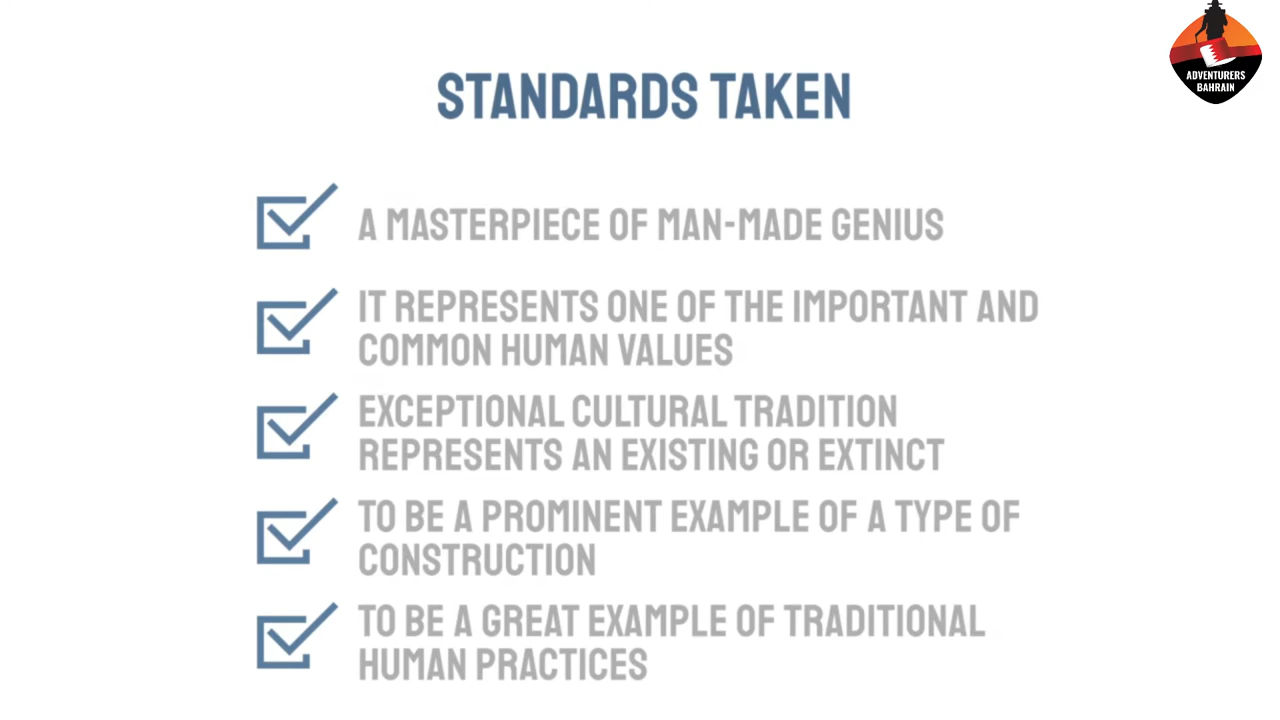 ADVENTURERS
BAHRAIN
STANDARDS TAKEN
A MASTERPIECE OF MAN-MADE GENIUS
IT REPRESENTS ONE OF THE IMPORTANT AND
COMMON HUMAN VALUES
EXCEPTIONAL CULTURAL TRADITION
REPRESENTS AN EXISTING OR EXTINCT
TO BE A PROMINENT EXAMPLE OF A TYPE OF
CONSTRUCTION
TO BE A GREAT EXAMPLE OF TRADITIONAL
HUMAN PRACTICES